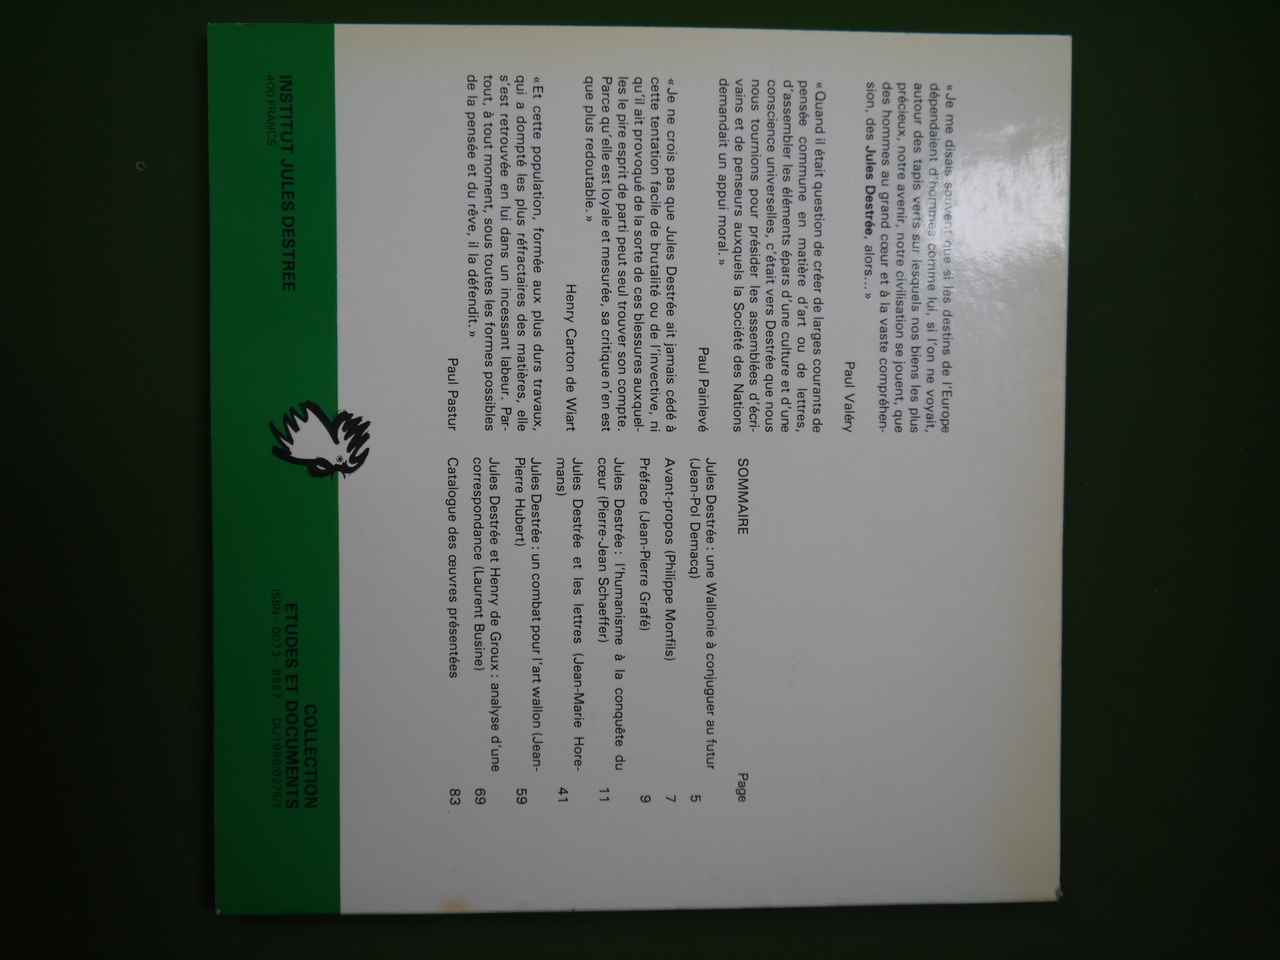 « Je me disais souvent que si les destins de l'Europe
dépendaient d'hommes comme lui, si l'on ne voyait,
autour des tapis verts sur lesquels nos biens les plus
précieux, notre avenir, notre civilisation se jouent, que
des hommes au grand cœur et à la vaste compréhen-
sion, des Jules Destrée, alors... »
Paul Valéry
« Quand il était question de créer de larges courants de
pensée commune en matière d'art ou de lettres,
d'assembler les éléments épars d'une culture et d'une
conscience universelles, c'était vers Destrée que nous
nous tournions pour présider les assemblées d'écri-
vains et de penseurs auxquels la Société des Nations
demandait un appui moral. »
Paul Painlevé
« Je ne crois pas que Jules Destrée ait jamais cédé à
cette tentation facile de brutalité ou de l'invective, ni
qu'il ait provoqué de la sorte de ces blessures auxquel-
les le pire esprit de parti peut seul trouver son compte.
Parce qu'elle est loyale et mesurée, sa critique n'en est
que plus redoutable. »
Henry Carton de Wiart
« Et cette population, formée aux plus durs travaux,
qui a dompté les plus réfractaires des matières, elle
s'est retrouvée en lui dans un incessant labeur. Par-
tout, à tout moment, sous toutes les formes possibles
de la pensée et du rêve, il la défendit. »
Paul Pastur
SOMMAIRE Page
Jules Destrée : une Wallonie à conjuguer au futur
(Jean-Pol Demacq) 5
Avant-propos (Philippe Monfils) 7
Préface (Jean-Pierre Grafé) 9
Jules Destrée : l'humanisme à la conquête du
cœur (Pierre-Jean Schaeffer) 11
Jules Destrée et les lettres (Jean-Marie Hore-
mans) 41
Jules Destrée : un combat pour l'art wallon (Jean-
Pierre Hubert) 59
Jules Destrée et Henry de Groux : analyse d'une
correspondance (Laurent Busine) 69
Catalogue des œuvres présentées 83
INSTITUT JULES DESTREE
400 FRANCS
COLLECTION
ETUDES ET DOCUMENTS
ISSN - 0073 - 8557 DL/1986/0276/1